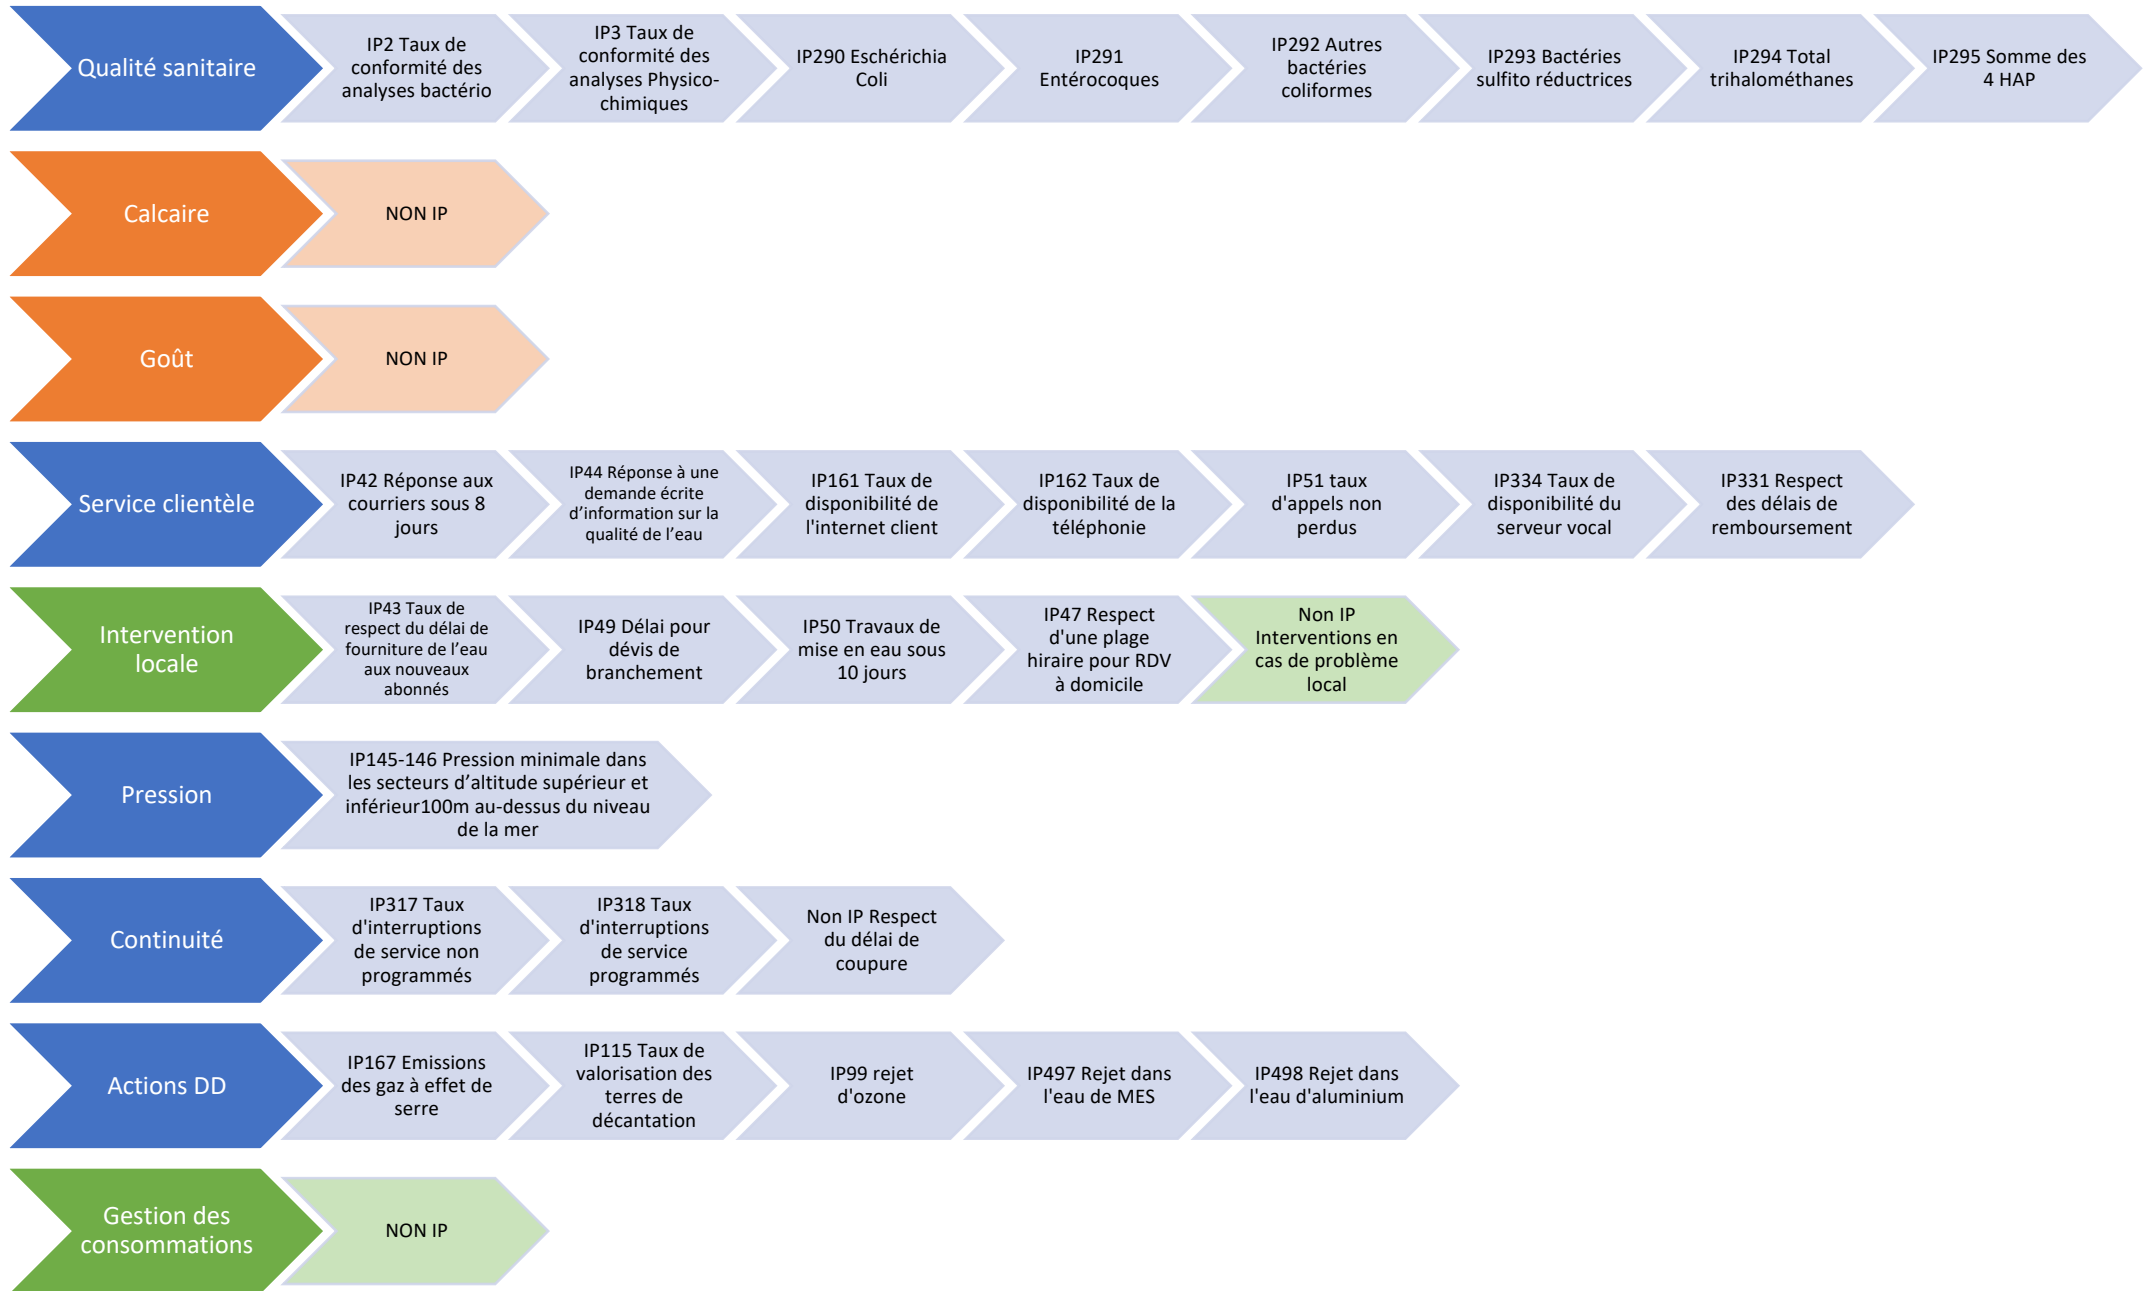 Qualité sanitaire
IP2 Taux de
conformité des
analyses bactério
IP3 Taux de
conformité des
analyses Physico-
chimiques
IP290 Eschérichia
Coli
IP291
Entérocoques
IP292 Autres
bactéries
coliformes
IP293 Bactéries
sulfito réductrices
IP294 Total
trihalométhanes
IP295 Somme des
4 HAP
Calcaire
NON IP
Goût
NON IP
Service clientèle
IP42 Réponse aux
courriers sous 8
jours
IP44 Réponse à une
demande écrite
d’information sur la
qualité de l’eau
IP161 Taux de
disponibilité de
l'internet client
IP162 Taux de
disponibilité de la
téléphonie
IP51 taux
d'appels non
perdus
IP334 Taux de
disponibilité du
serveur vocal
IP331 Respect
des délais de
remboursement
Intervention
locale
IP43 Taux de
respect du délai de
fourniture de l’eau
aux nouveaux
abonnés
IP49 Délai pour
dévis de
branchement
IP50 Travaux de
mise en eau sous
10 jours
IP47 Respect
d'une plage
hiraire pour RDV
à domicile
Non IP
Interventions en
cas de problème
local
Pression
IP145-146 Pression minimale dans
les secteurs d’altitude supérieur et
inférieur100m au-dessus du niveau
de la mer
Continuité
IP317 Taux
d'interruptions
de service non
programmés
IP318 Taux
d'interruptions
de service
programmés
Non IP Respect
du délai de
coupure
Actions DD
IP167 Emissions
des gaz à effet de
serre
IP115 Taux de
valorisation des
terres de
décantation
IP99 rejet
d'ozone
IP497 Rejet dans
l'eau de MES
IP498 Rejet dans
l'eau d'aluminium
Gestion des
consommations
NON IP